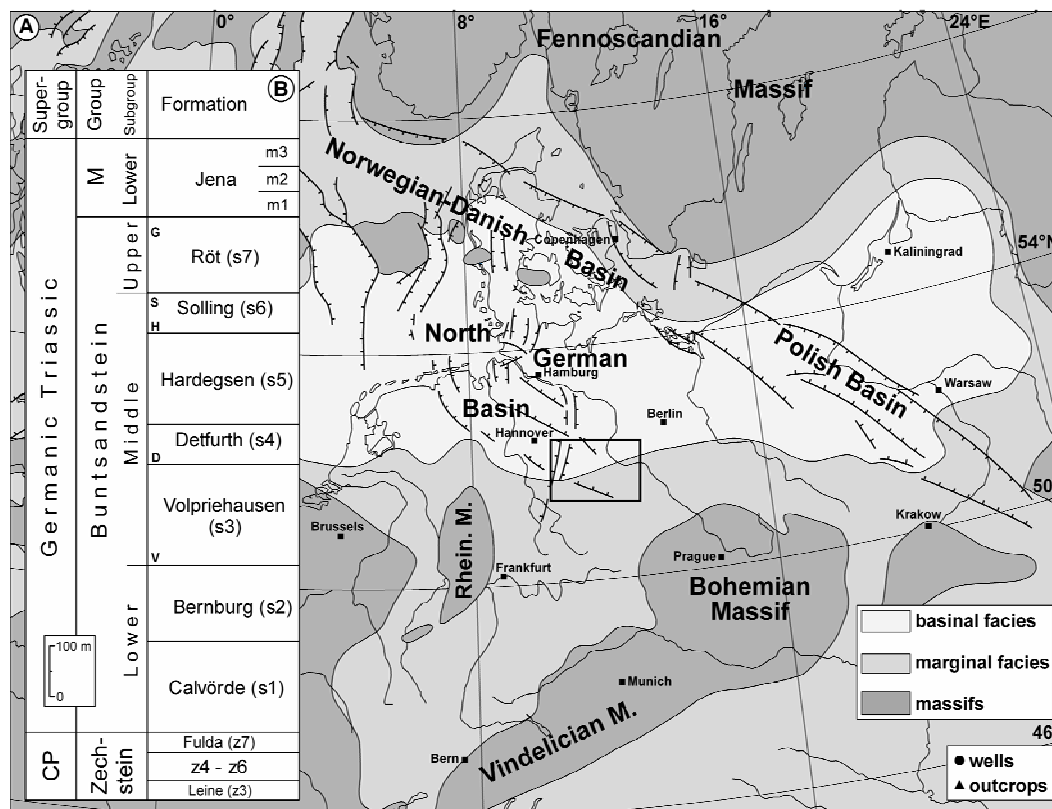 A
0°
8°
16°
24°E
Fennoscandian
Massif
B
Super-
group
Group
Subgroup
Formation
Germanic Triassic
CP
M
Buntsandstein
Zech-
stein
Lower
Upper
Middle
Lower
Jena
m3
m2
m1
G
Röt (s7)
S
Solling (s6)
H
Hardegsen (s5)
Detfurth (s4)
D
Volpriehausen
(s3)
V
Bernburg (s2)
Calvörde (s1)
Fulda (z7)
z4 - z6
Leine (z3)
100 m
0
Norwegian-Danish
Basin
Copenhagen
Kaliningrad
54°N
North
German
Basin
Hamburg
Polish Basin
Warsaw
Berlin
Hannover
50
Brussels
Rhein. M.
Frankfurt
Prague
Krakow
Bohemian
Massif
Munich
Bern
Vindelician M.
46
basinal facies
marginal facies
massifs
wells
outcrops